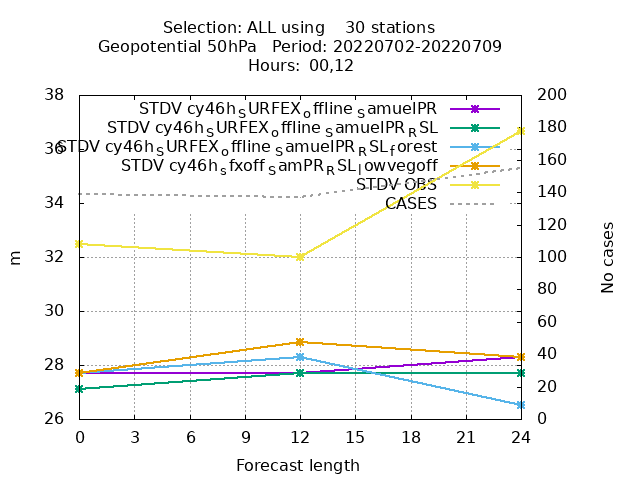 Selection: ALL using    30 stations
Geopotential 50hPa   Period: 20220702-20220709
Hours: 00,12
38
36
34
32
30
28
26
m
STDV cy46h_SURFEX_offline_SamuelPR
STDV cy46h_SURFEX_offline_SamuelPR_RSL
STDV cy46h_SURFEX_offline_SamuelPR_RSL_forest
STDV cy46h_sfxoff_SamPR_RSL_lowvegoff
STDV OBS
CASES
200
180
160
140
120
100
80
60
40
20
0
No cases
0 3 6 9 12 15 18 21 24
Forecast length